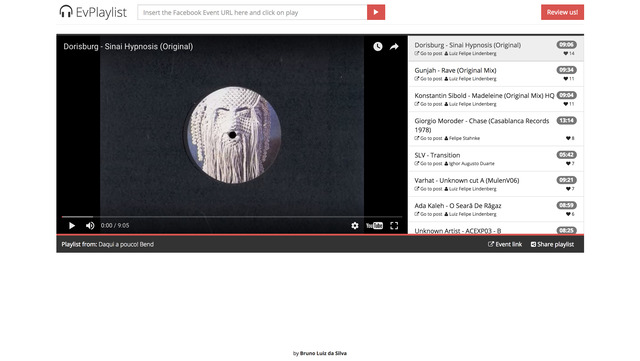 EvPlaylist
Insert the Facebook Event URL here and click on play
Review us!
Dorisburg - Sinai Hypnosis (Original)
0:00 / 9:05
YouTube
Dorisburg - Sinai Hypnosis (Original) 09:06
Go to post Luiz Felipe Lindenberg 14
Gunjah - Rave (Original Mix) 09:34
Go to post Luiz Felipe Lindenberg 11
Konstantin Sibold - Madeleine (Original Mix) HQ 09:04
Go to post Luiz Felipe Lindenberg 11
Giorgio Moroder - Chase (Casablanca Records 13:14
1978)
Go to post Felipe Stahnke 8
SLV - Transition 05:42
Go to post Ighor Augusto Duarte 7
Varhat - Unknown cut A (MulenV06) 09:21
Go to post Luiz Felipe Lindenberg 7
Ada Kaleh - O Seară De Răgaz 08:59
Go to post Luiz Felipe Lindenberg 6
Unknown Artist - ACEXP03 - B 08:25
Playlist from: Daqui a pouco! Bend
Event link
Share playlist
by Bruno Luiz da Silva